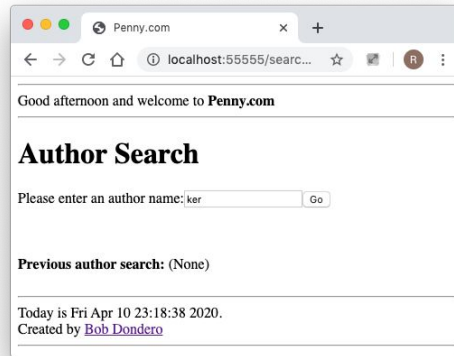 Penny.com
localhost:55555/searc...
R
Good afternoon and welcome to Penny.com
Author Search
Please enter an author name: ker Go
Previous author search: (None)
Today is Fri Apr 10 23:18:38 2020.
Created by Bob Dondero